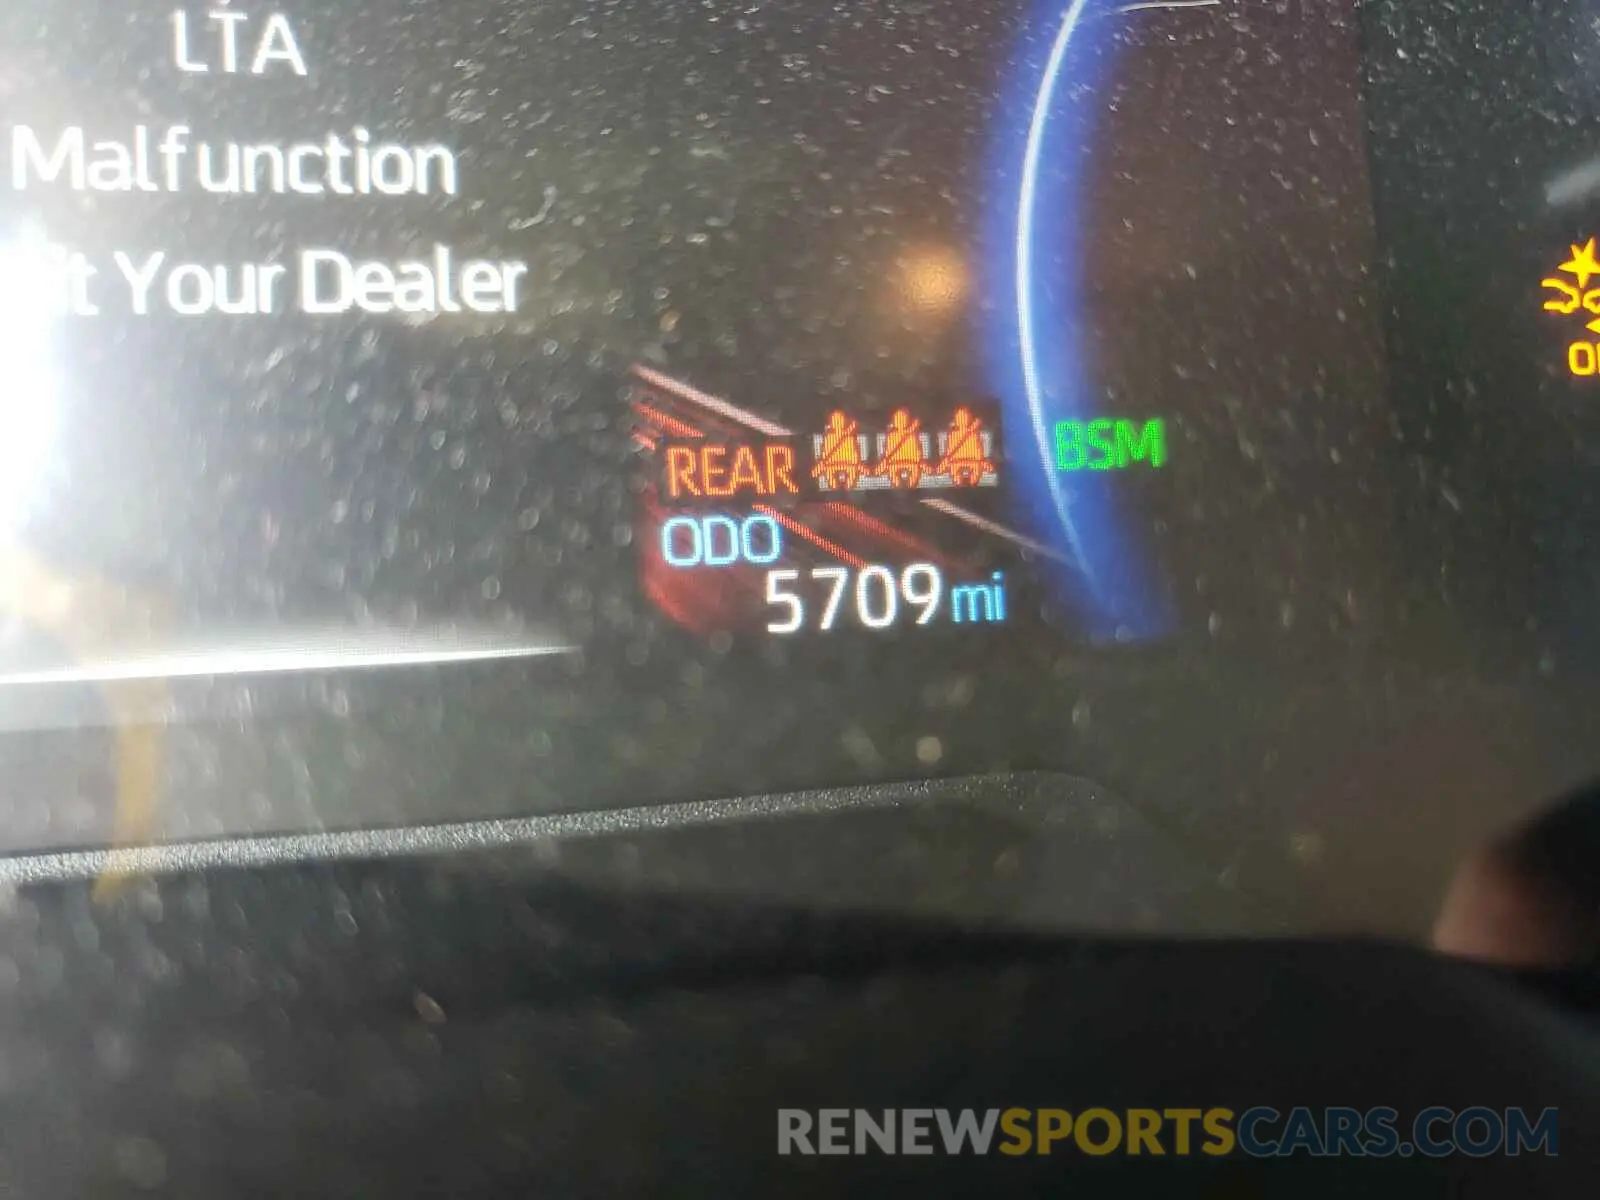 LTA
Malfunction
Your Dealer
REAR
BSM
ODO
5709 mi
RENEWSPORTSCARS.COM